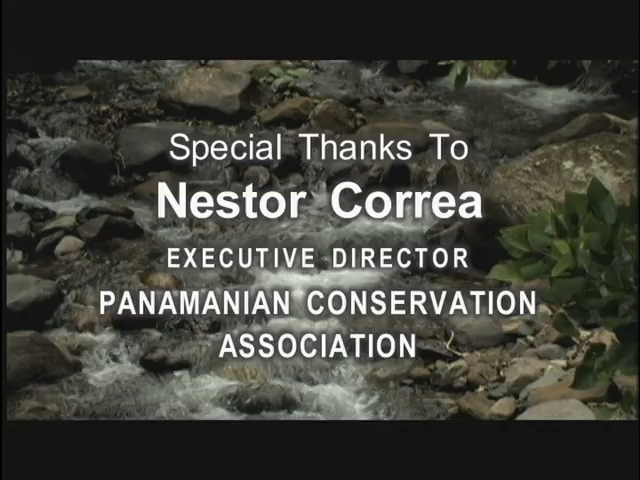 Special Thanks To
Nestor Correa
EXECUTIVE DIRECTOR
PANAMANIAN CONSERVATION
ASSOCIATION